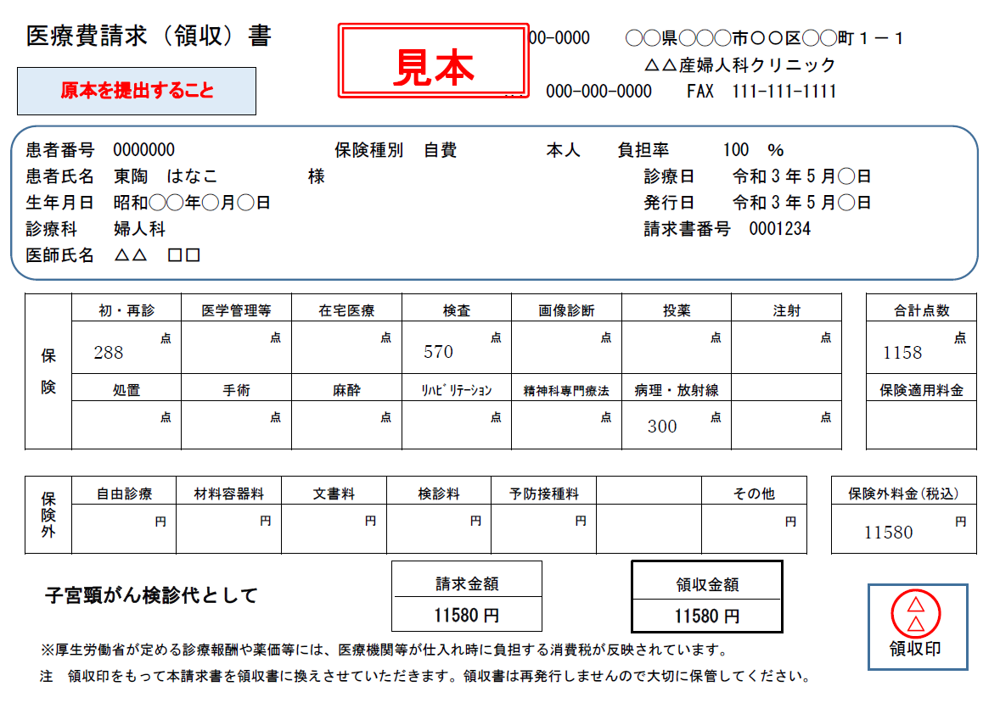 医療費請求（領収）書
見本
00-0000 〇〇県〇〇〇市〇〇区〇〇町１－１
△△産婦人科クリニック
原本を提出すること
000-000-0000 FAX 111-111-1111
患者番号 0000000 保険種別 自費 本人 負担率 100 %
患者氏名 東陶 はなこ 様 診療日 令和３年５月〇日
生年月日 昭和〇〇年〇月〇日 発行日 令和３年５月〇日
診療科 婦人科 請求書番号 0001234
医師氏名 △△ 口口
保険
初・再診 医学管理等 在宅医療 検査 画像診断 投薬 注射 合計点数
点 点 点 点 点 点 点 点
288 570 1158
処置 手術 麻酔 ﾘﾊﾋﾞﾘﾃｰｼｮﾝ 精神科専門療法 病理・放射線 保険適用料金
点 点 点 点 点 点 点
300
保険外
自由診療 材料容器料 文書料 検診料 予防接種料 その他 保険外料金(税込)
円 円 円 円 円 円 円
11580
子宮頸がん検診代として
請求金額 領収金額
11580 円 11580 円
△
△
領収印
※厚生労働省が定める診療報酬や薬価等には、医療機関等が仕入れ時に負担する消費税が反映されています。
注 領収印をもって本請求書を領収書に換えさせていただきます。領収書は再発行しませんので大切に保管してください。